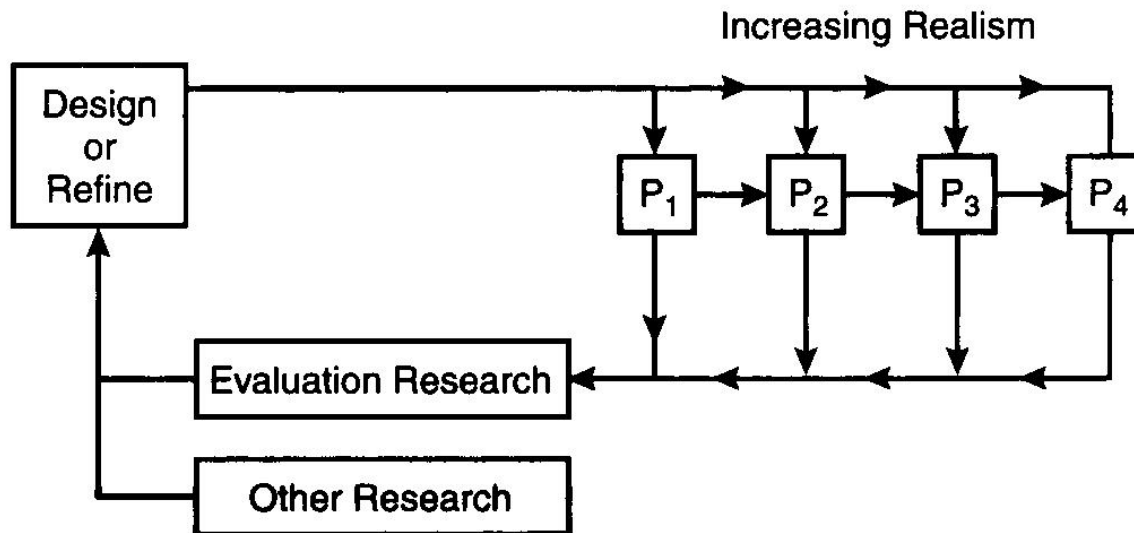 Increasing Realism
Design
or
Refine
P₁
P₂
P₃
P₄
Evaluation Research
Other Research